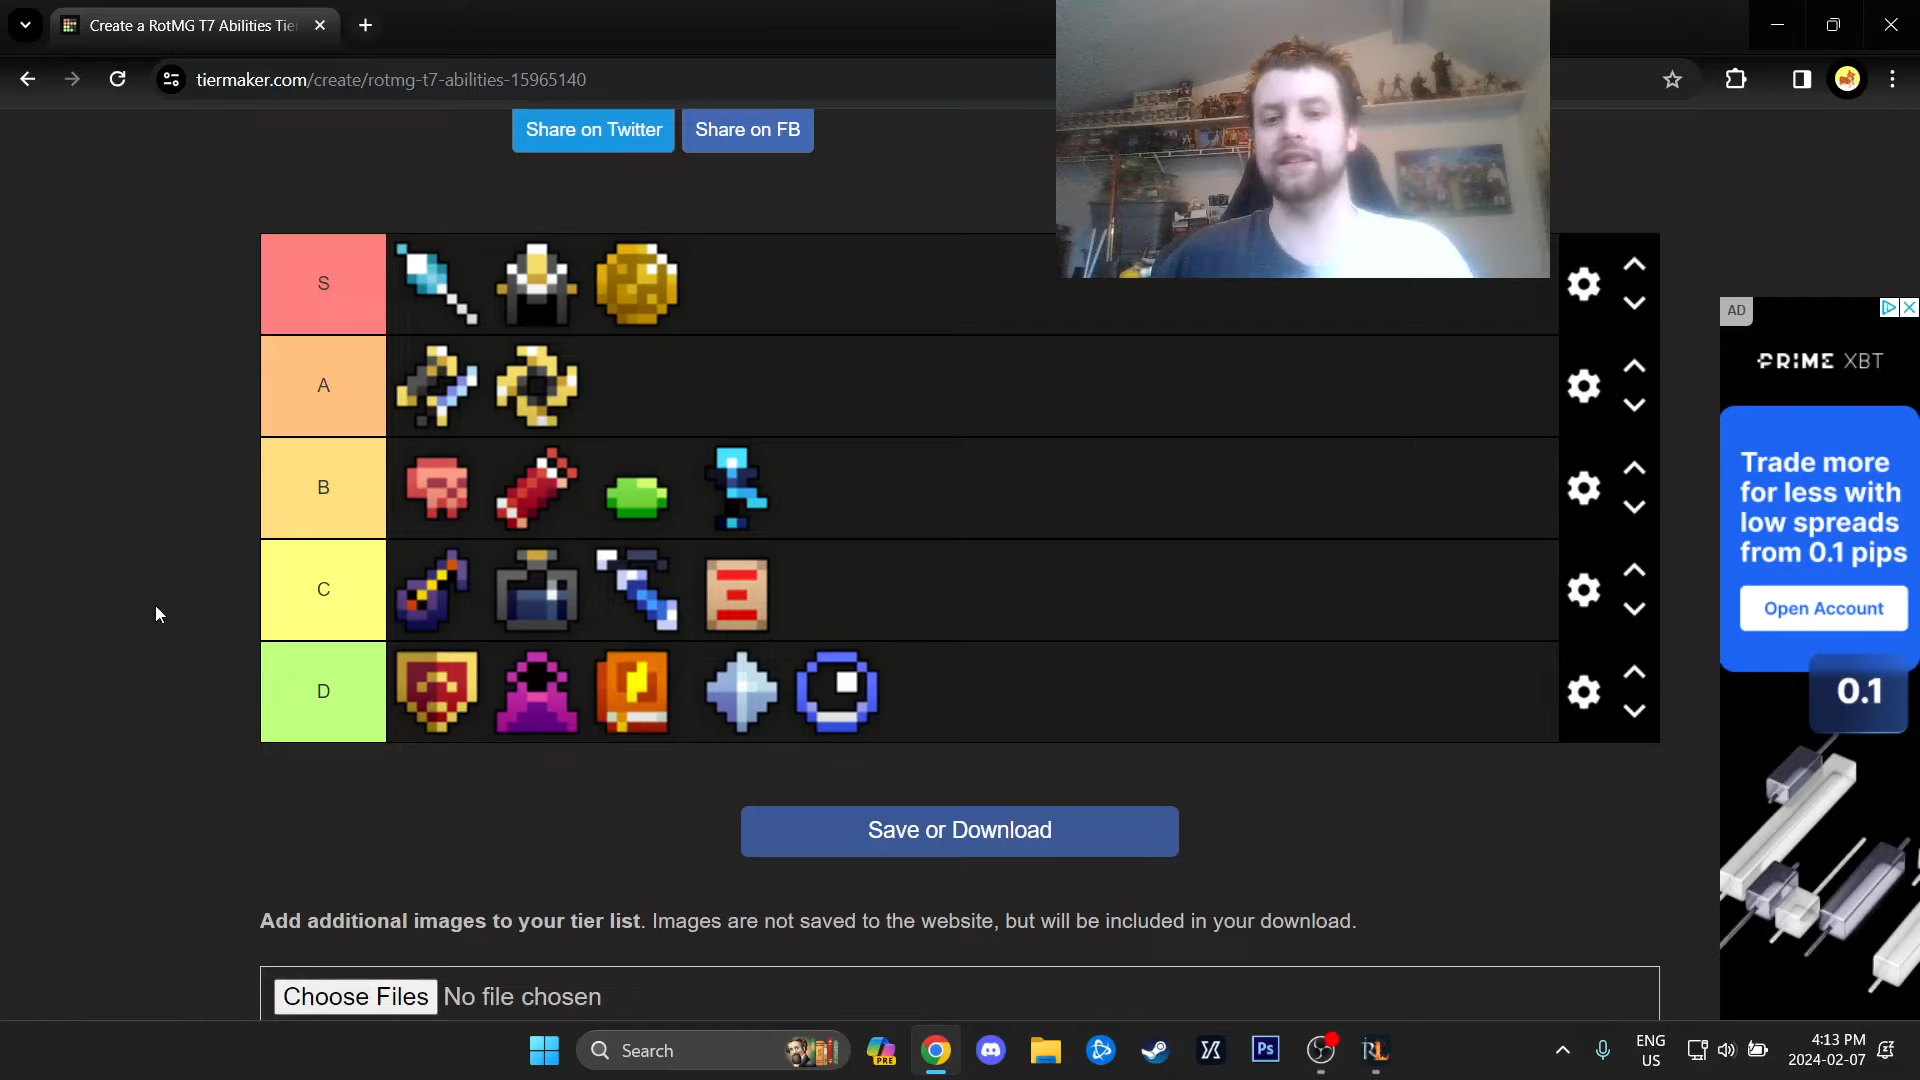 Create a RotMG T7 Abilities Tie
tiermaker.com/create/rotmg-t7-abilities-15965140
Share on Twitter
Share on FB
S
A
B
C
D
AD
PRIME XBT
Trade more
for less with
low spreads
from 0.1 pips
Open Account
0.1
Save or Download
Add additional images to your tier list. Images are not saved to the website, but will be included in your download.
Choose Files No file chosen
Search
PRE
Ps
ENG
US
4:13 PM
2024-02-07